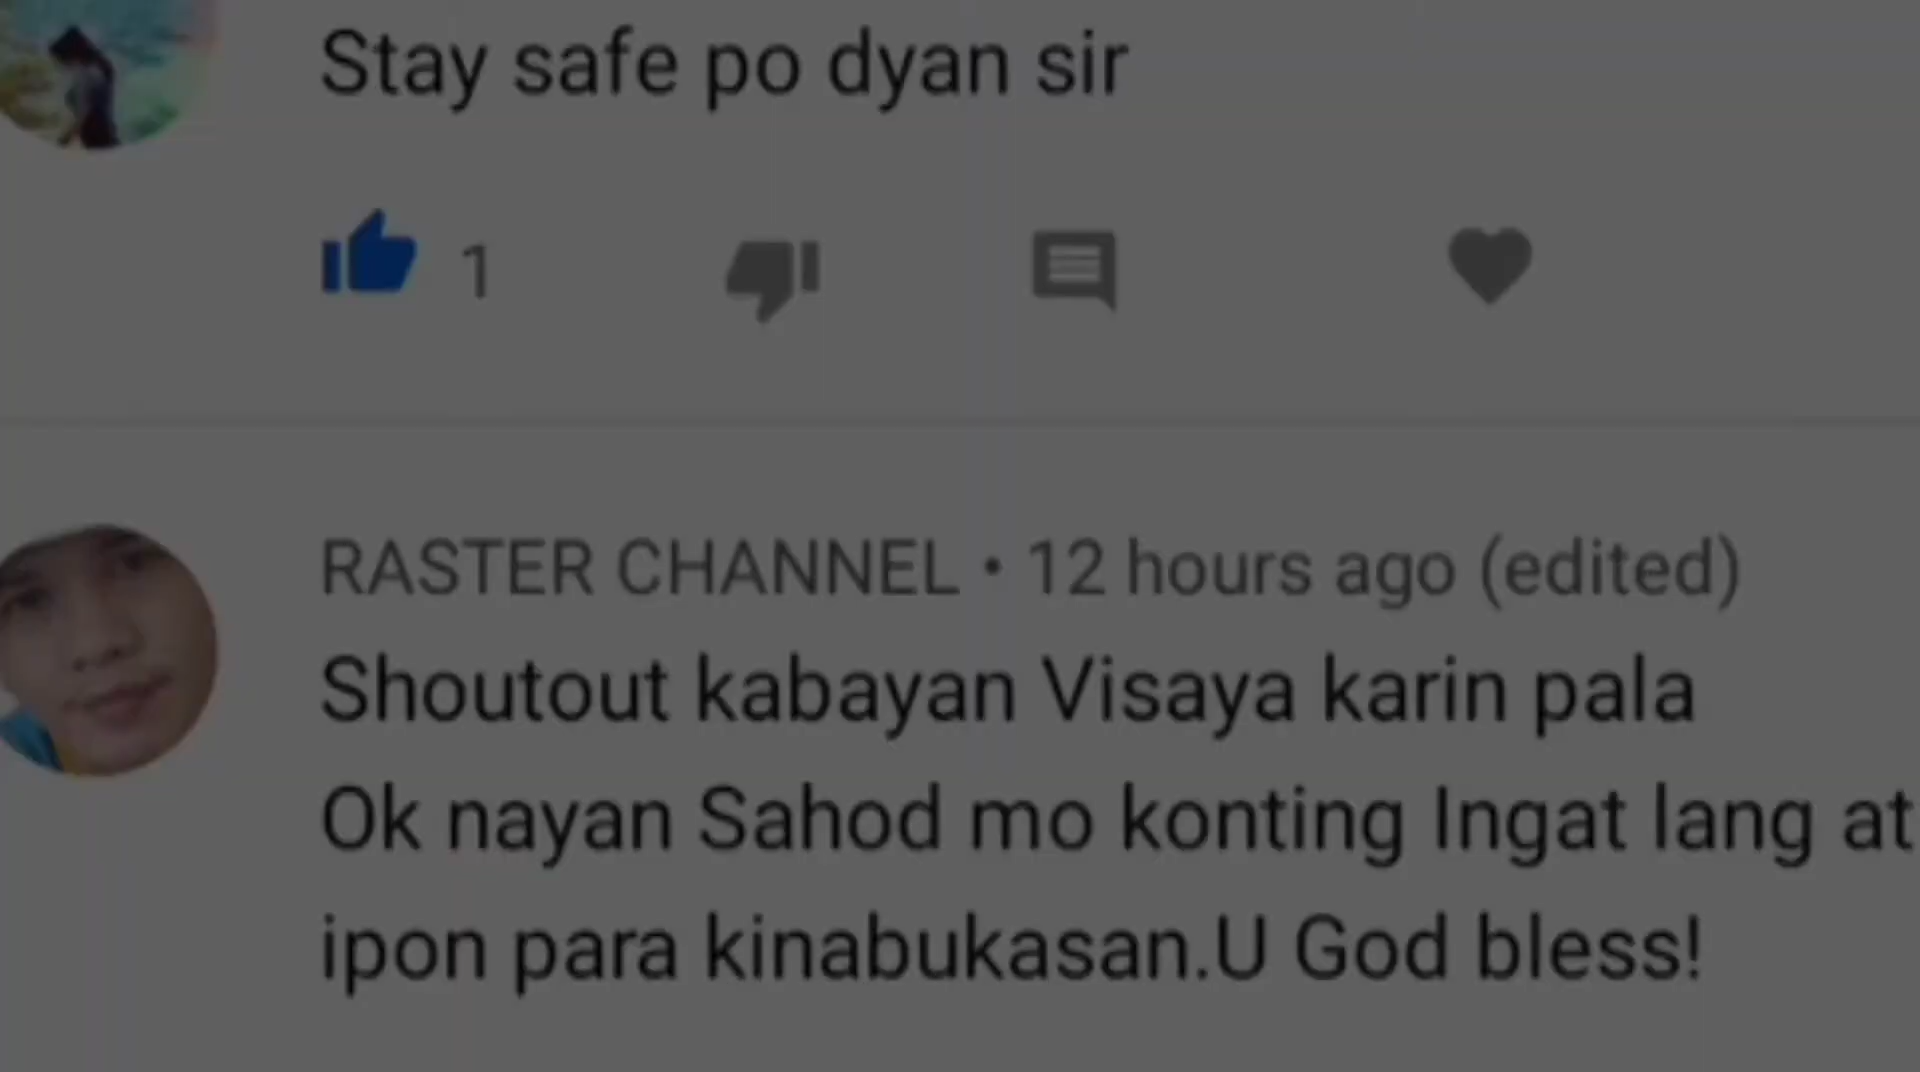 Stay safe po dyan sir
1
RASTER CHANNEL • 12 hours ago (edited)
Shoutout kabayan Visaya karin pala
Ok nayan Sahod mo konting Ingat lang at
ipon para kinabukasan.U God bless!